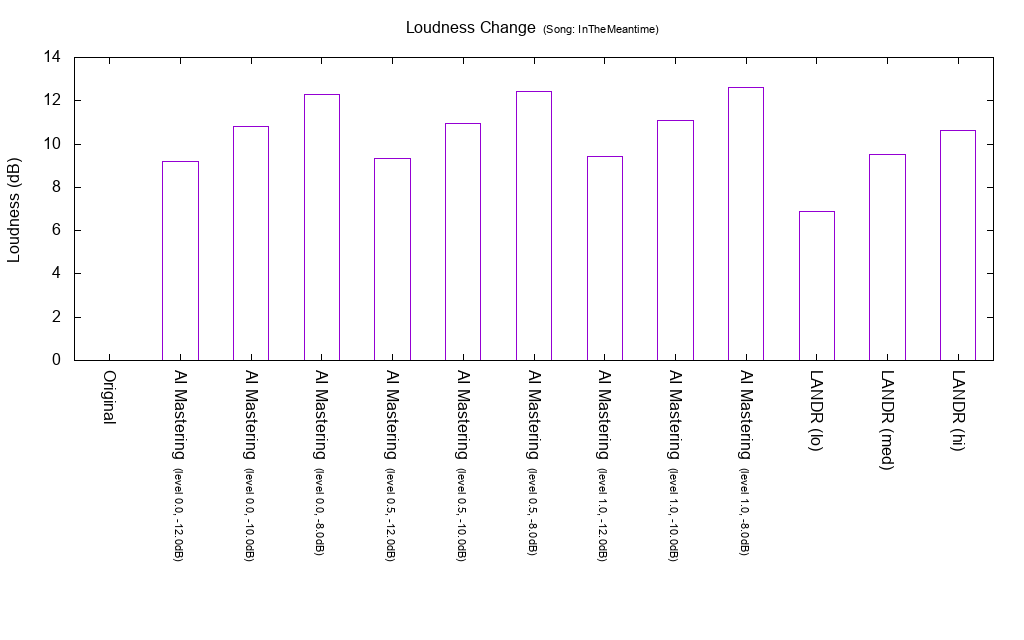 Loudness Change (Song: InTheMeantime)
Loudness (dB)
14
12
10
8
6
4
2
0
Original
AI Mastering (level 0.0, -12.0dB)
AI Mastering (level 0.0, -10.0dB)
AI Mastering (level 0.0, -8.0dB)
AI Mastering (level 0.5, -12.0dB)
AI Mastering (level 0.5, -10.0dB)
AI Mastering (level 0.5, -8.0dB)
AI Mastering (level 1.0, -12.0dB)
AI Mastering (level 1.0, -10.0dB)
AI Mastering (level 1.0, -8.0dB)
LANDR (lo)
LANDR (med)
LANDR (hi)